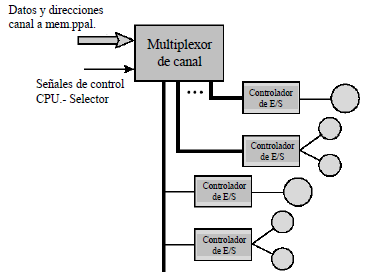 Datos y direcciones
canal a mem.ppal.
Multiplexor
de canal
Señales de control
CPU.- Selector
...
Controlador
de E/S
Controlador
de E/S
Controlador
de E/S
Controlador
de E/S